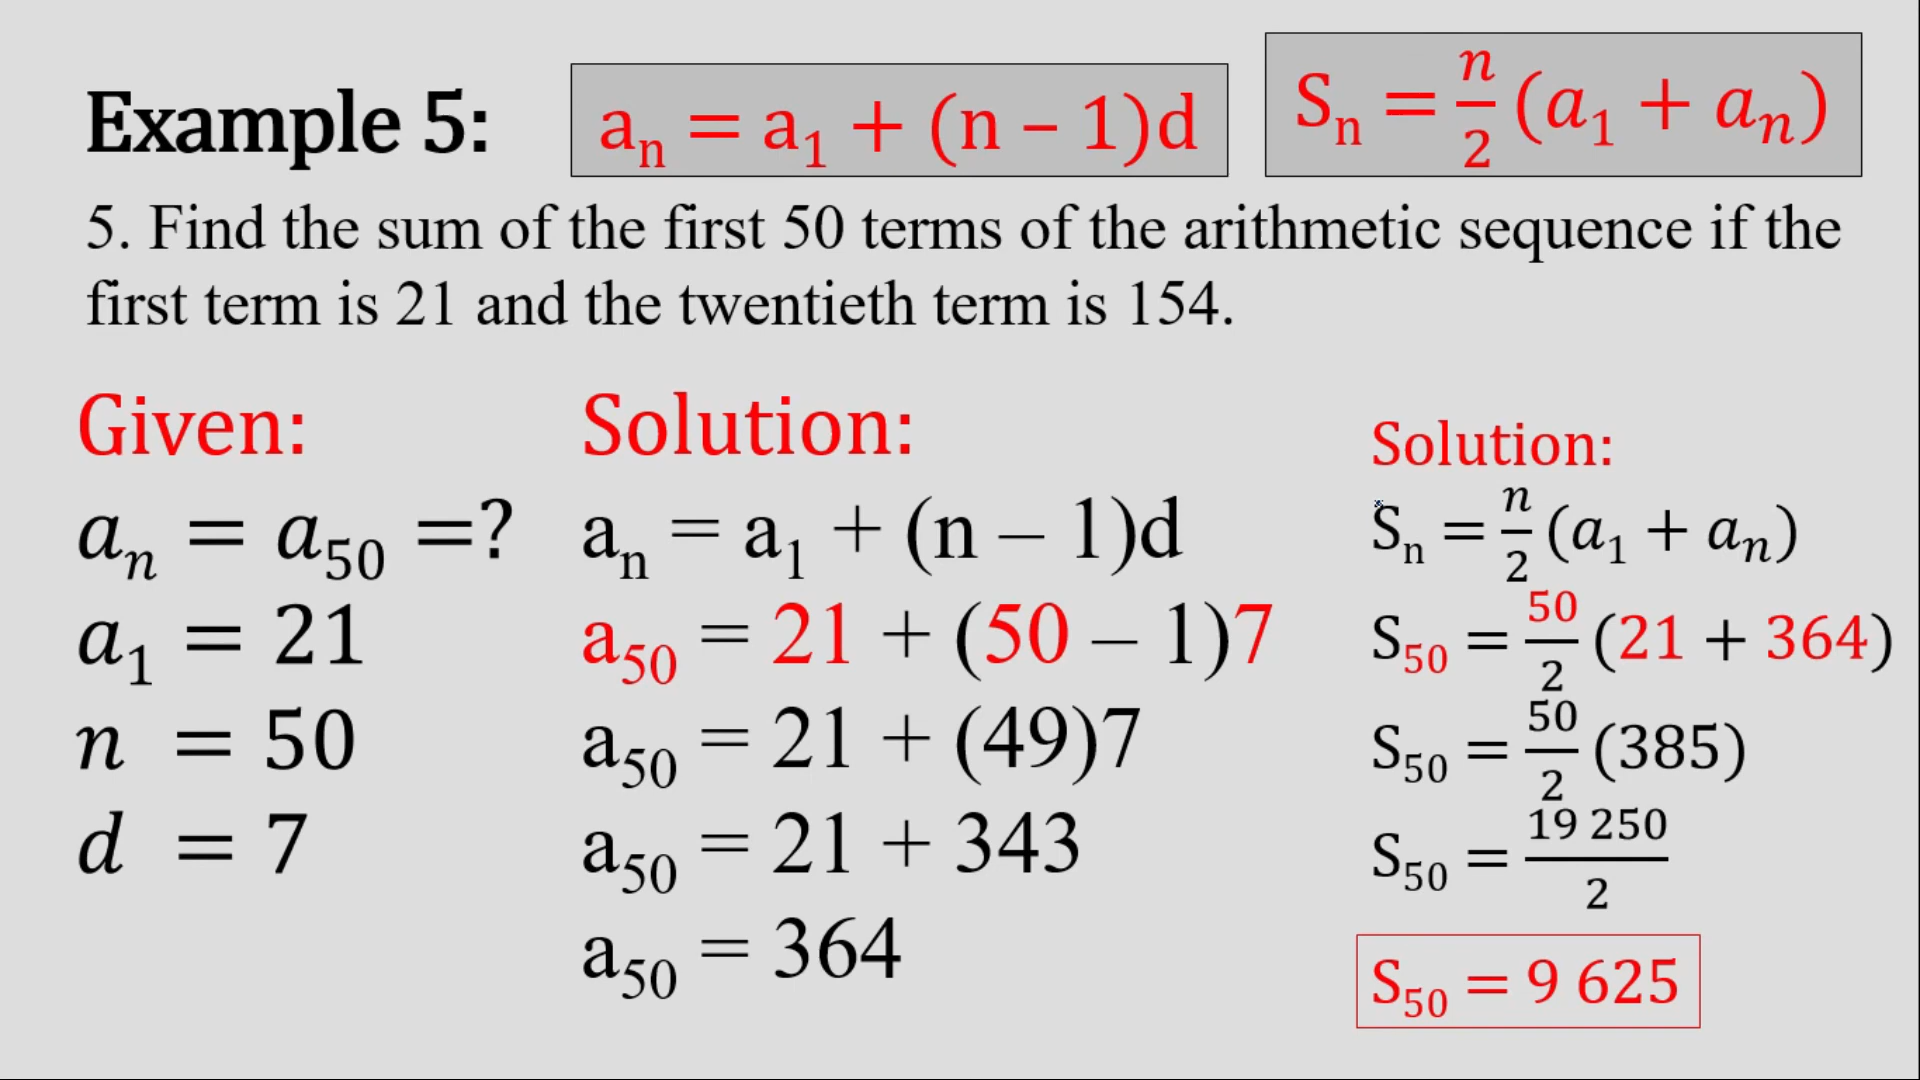 Example 5:
aₙ = a₁ + (n – 1)d
Sₙ = n/2 (a₁ + aₙ)
5. Find the sum of the first 50 terms of the arithmetic sequence if the
first term is 21 and the twentieth term is 154.
Given:
aₙ = a₅₀ =?
a₁ = 21
n = 50
d = 7
Solution:
aₙ = a₁ + (n – 1)d
a₅₀ = 21 + (50 – 1)7
a₅₀ = 21 + (49)7
a₅₀ = 21 + 343
a₅₀ = 364
Solution:
Sₙ = n/2 (a₁ + aₙ)
S₅₀ = 50/2 (21 + 364)
S₅₀ = 50/2 (385)
S₅₀ = 19 250/2
S₅₀ = 9 625